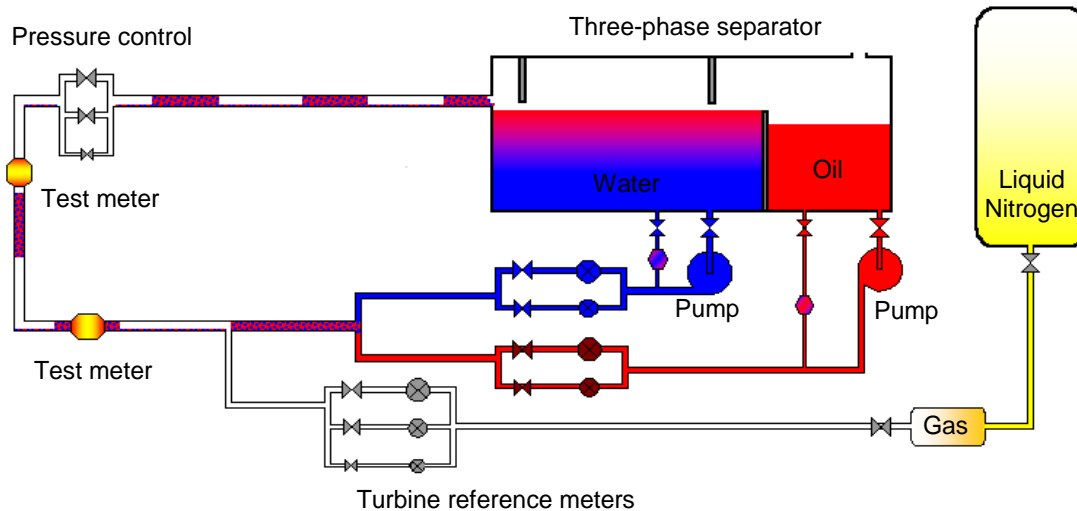 Three-phase separator
Pressure control
Water
Oil
Liquid
Nitrogen
Test meter
Pump
Pump
Test meter
Gas
Turbine reference meters